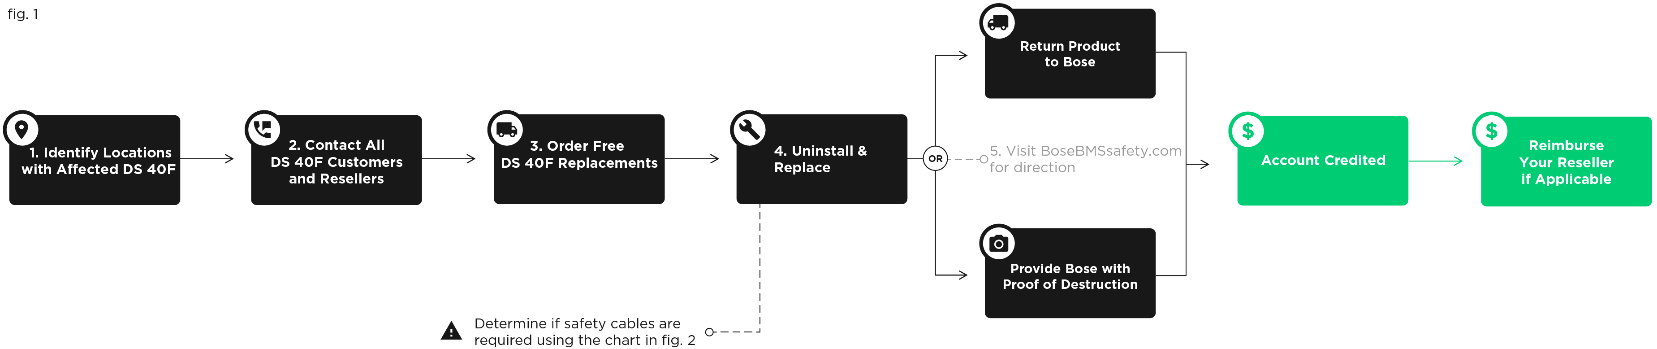 fig. 1
1. Identify Locations
with Affected DS 40F
2. Contact All
DS 40F Customers
and Resellers
3. Order Free
DS 40F Replacements
4. Uninstall &
Replace
Determine if safety cables are
required using the chart in fig. 2
OR
5. Visit BoseBMSsafety.com
for direction
Return Product
to Bose
Provide Bose with
Proof of Destruction
$
Account Credited
$
Reimburse
Your Reseller
if Applicable